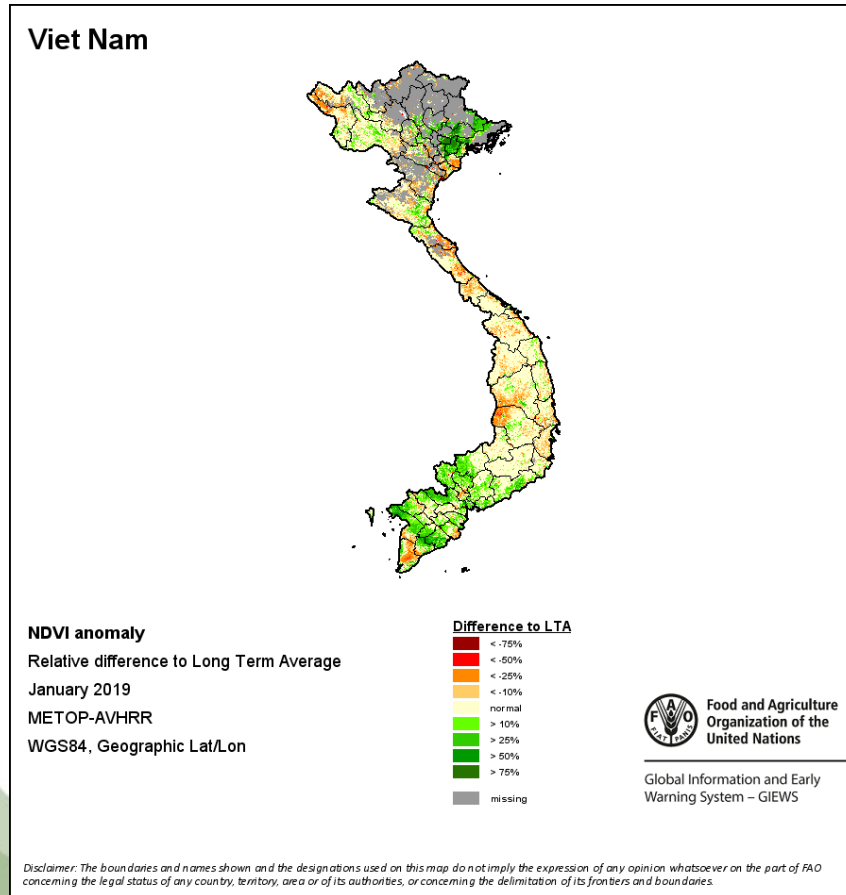 Viet Nam
NDVI anomaly
Relative difference to Long Term Average
January 2019
METOP-AVHRR
WGS84, Geographic Lat/Lon
Difference to LTA
< -75%
< -50%
< -25%
< -10%
normal
> 10%
> 25%
> 50%
> 75%
missing
F A O
FIAT PANIS
Food and Agriculture
Organization of the
United Nations
Global Information and Early
Warning System – GIEWS
Disclaimer: The boundaries and names shown and the designations used on this map do not imply the expression of any opinion whatsoever on the part of FAO
concerning the legal status of any country, territory, area or of its authorities, or concerning the delimitation of its frontiers and boundaries.